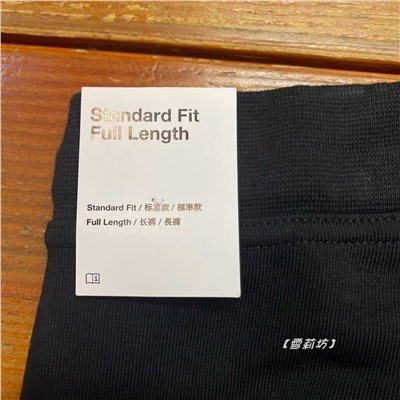 Standard Fit
Full Length
Standard Fit / 标准款 / 標準款
Full Length / 长裤 / 長褲
【雪莉坊】